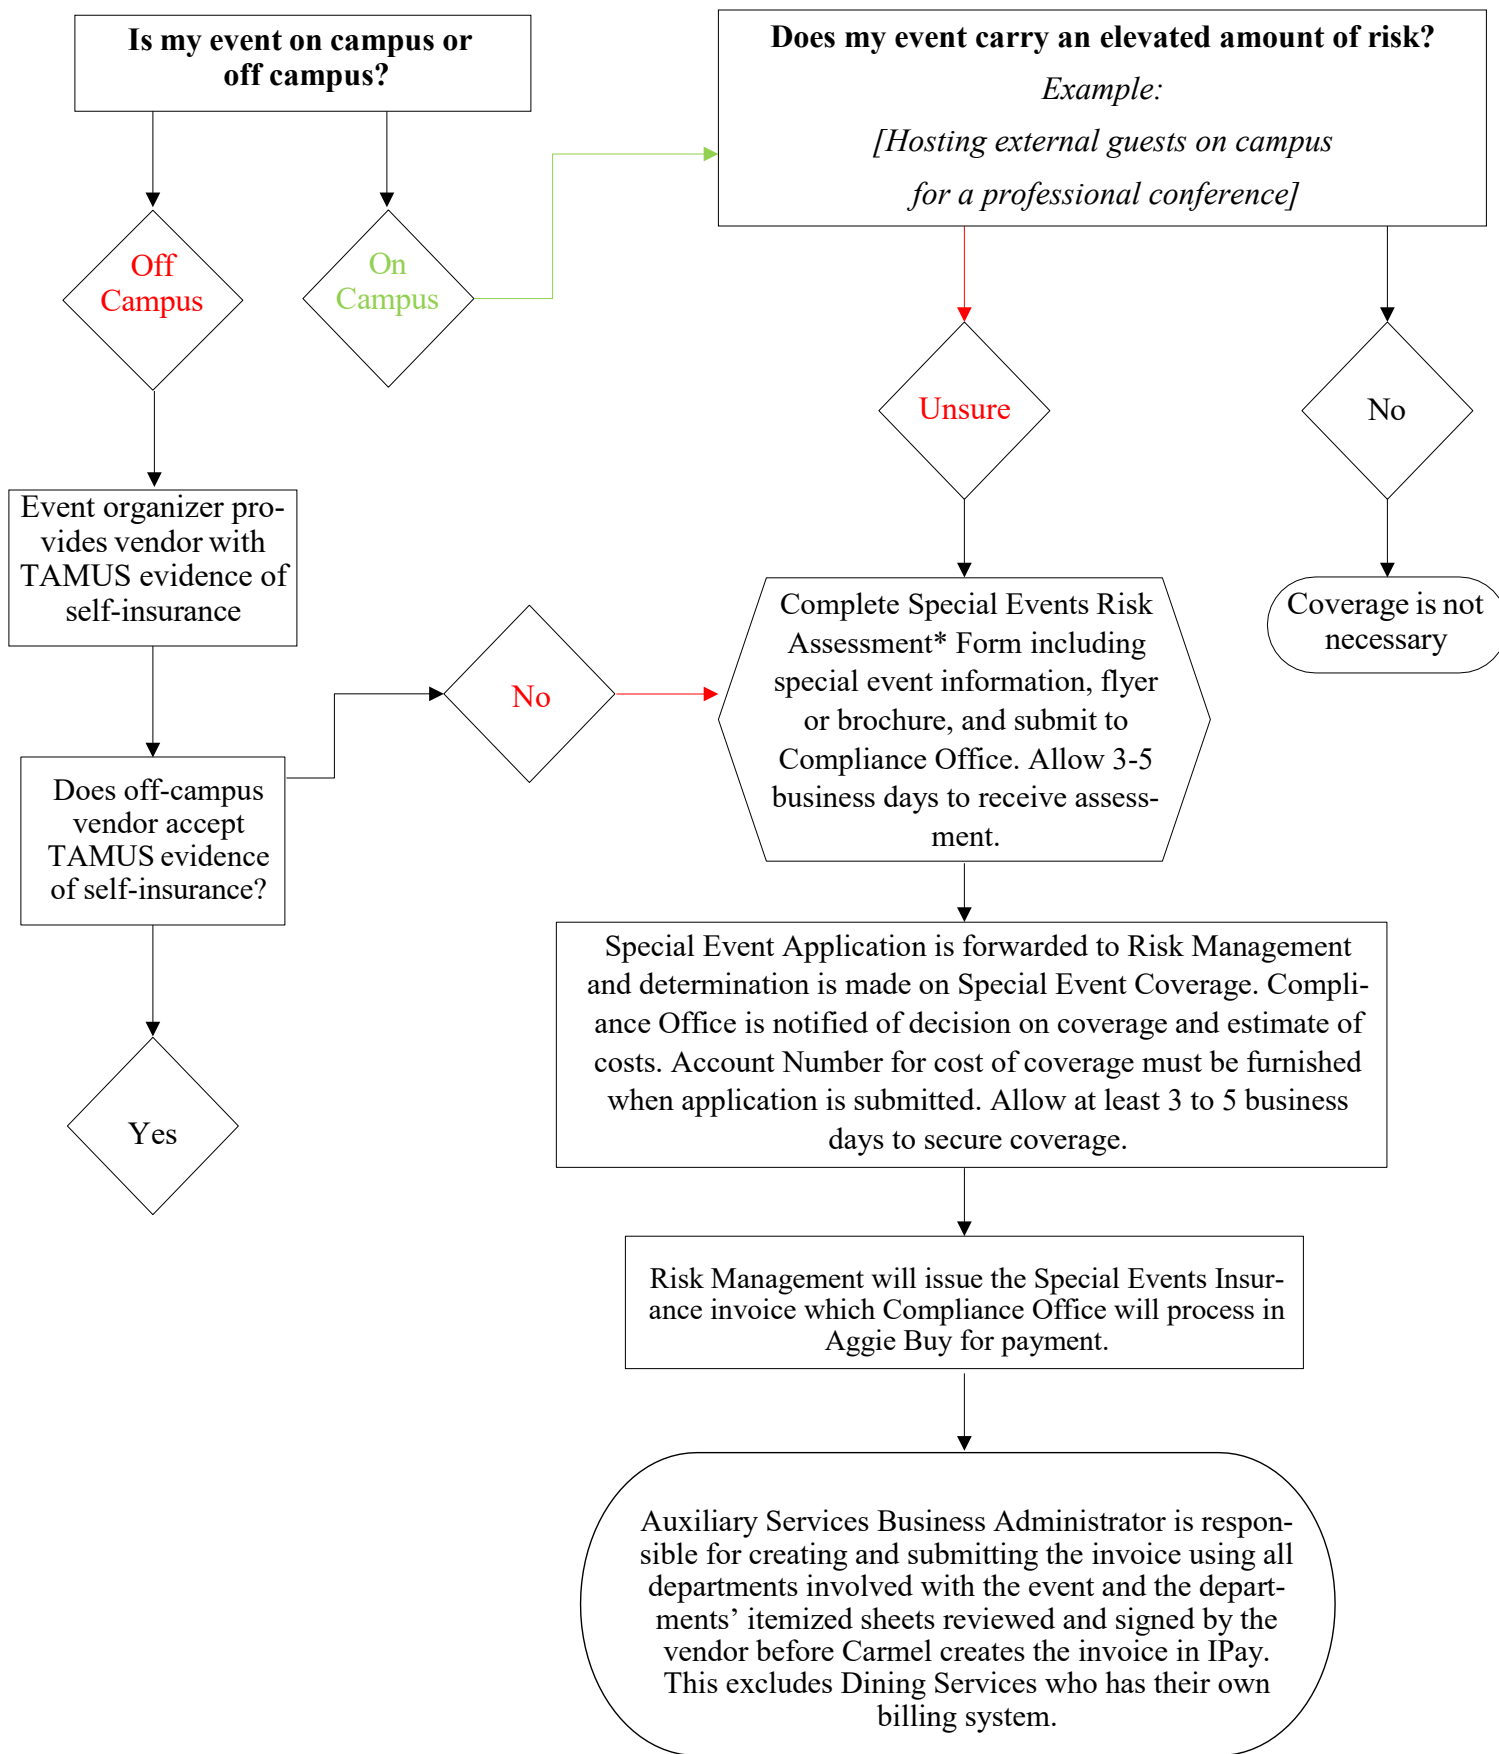 Is my event on campus or
off campus?
Does my event carry an elevated amount of risk?
Example:
[Hosting external guests on campus
for a professional conference]
Off
Campus
On
Campus
Unsure
No
Event organizer pro-
vides vendor with
TAMUS evidence of
self-insurance
Complete Special Events Risk
Assessment* Form including
special event information, flyer
or brochure, and submit to
Compliance Office. Allow 3-5
business days to receive assess-
ment.
Coverage is not
necessary
No
Does off-campus
vendor accept
TAMUS evidence
of self-insurance?
Yes
Special Event Application is forwarded to Risk Management
and determination is made on Special Event Coverage. Compli-
ance Office is notified of decision on coverage and estimate of
costs. Account Number for cost of coverage must be furnished
when application is submitted. Allow at least 3 to 5 business
days to secure coverage.
Risk Management will issue the Special Events Insur-
ance invoice which Compliance Office will process in
Aggie Buy for payment.
Auxiliary Services Business Administrator is respon-
sible for creating and submitting the invoice using all
departments involved with the event and the depart-
ments’ itemized sheets reviewed and signed by the
vendor before Carmel creates the invoice in IPay.
This excludes Dining Services who has their own
billing system.